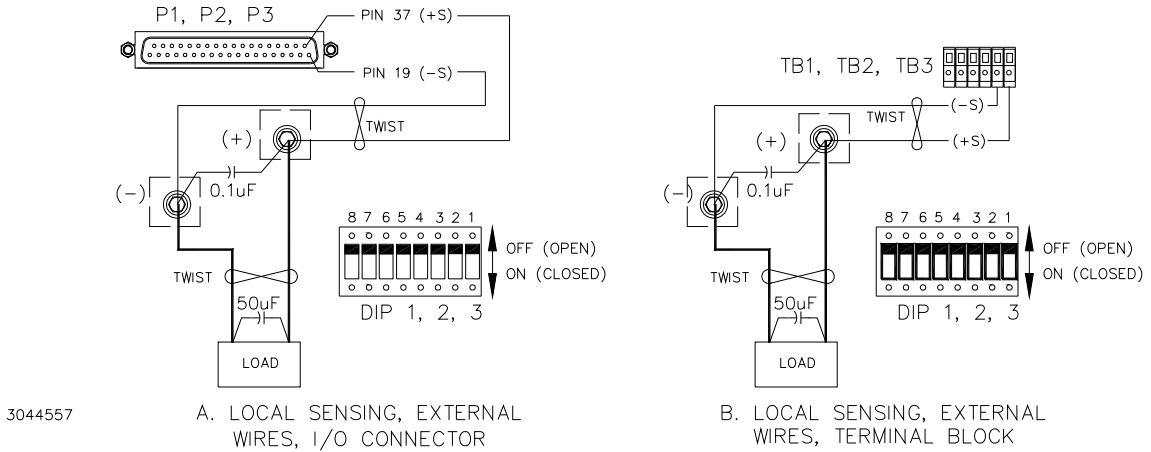 P1, P2, P3
PIN 37 (+S)
PIN 19 (-S)
TWIST
(+)
(-)
0.1uF
8 7 6 5 4 3 2 1
OFF (OPEN)
ON (CLOSED)
TWIST
50uF
DIP 1, 2, 3
LOAD
A. LOCAL SENSING, EXTERNAL
WIRES, I/O CONNECTOR
TB1, TB2, TB3
(-S)
TWIST
(+S)
(+)
(-)
0.1uF
8 7 6 5 4 3 2 1
OFF (OPEN)
ON (CLOSED)
TWIST
50uF
DIP 1, 2, 3
LOAD
B. LOCAL SENSING, EXTERNAL
WIRES, TERMINAL BLOCK
3044557